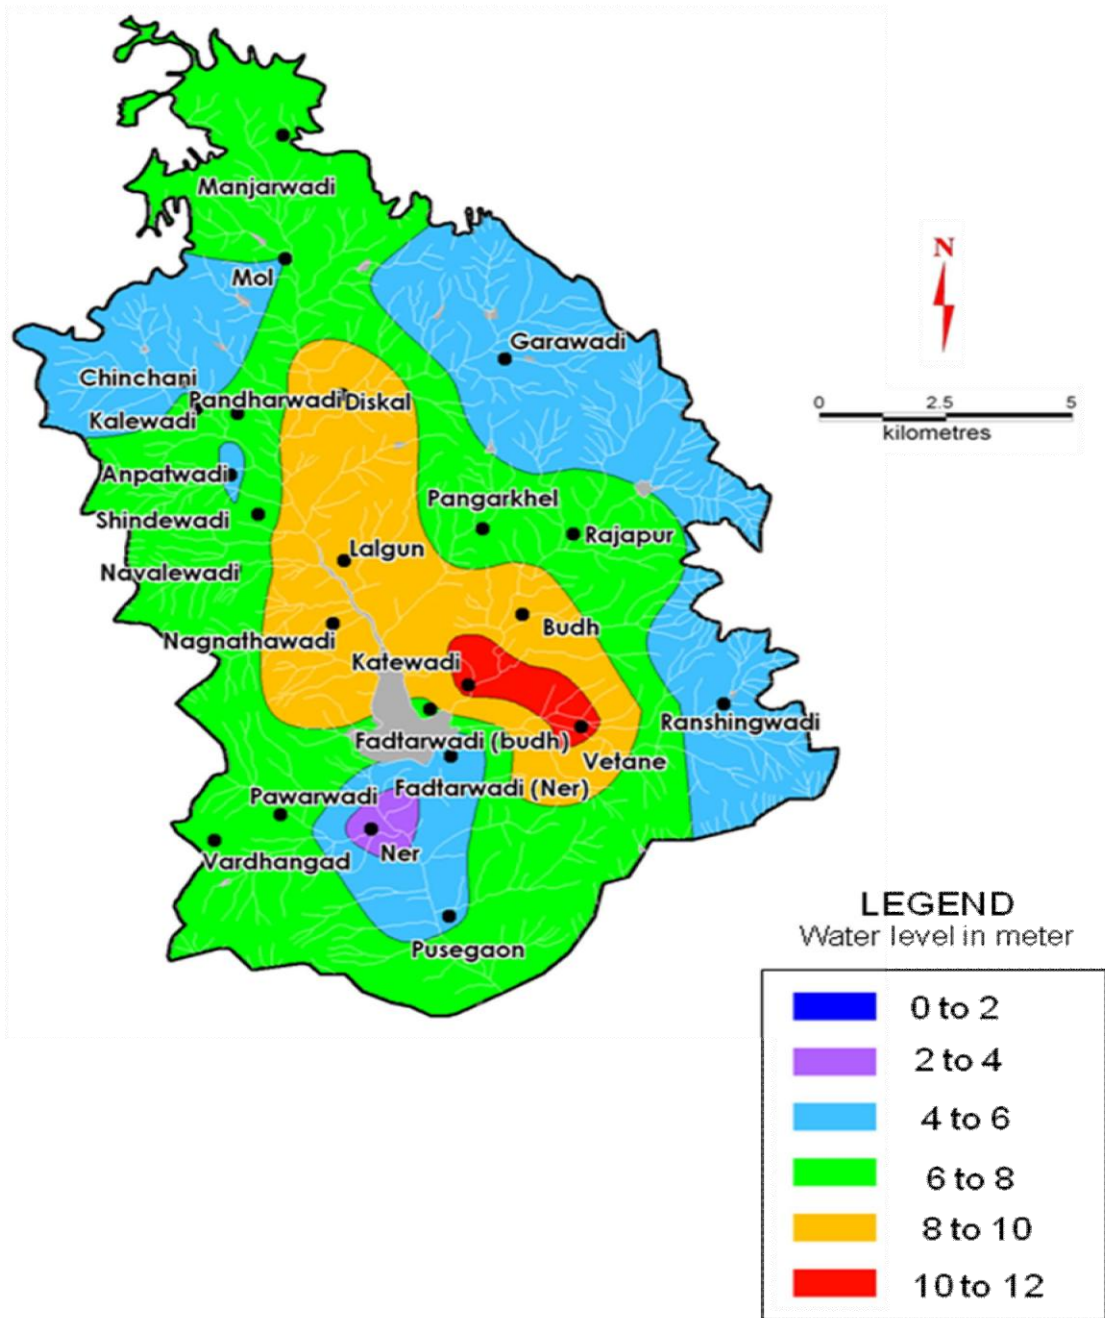 Manjarwadi
N
Mol
Garawadi
Chinchani
Pandharwadi
Diskal
0
2.5
5
Kalewadi
kilometres
Anpatwadi
Pangarkhel
Shindewadi
Rajapur
Lalgun
Navalewadi
Budh
Nagnathawadi
Katewadi
Ranshingwadi
Fadtarwadi (budh)
Vetane
Fadtarwadi (Ner)
Pawarwadi
Ner
Vardhangad
Pusegaon
LEGEND
Water level in meter
0 to 2
2 to 4
4 to 6
6 to 8
8 to 10
10 to 12